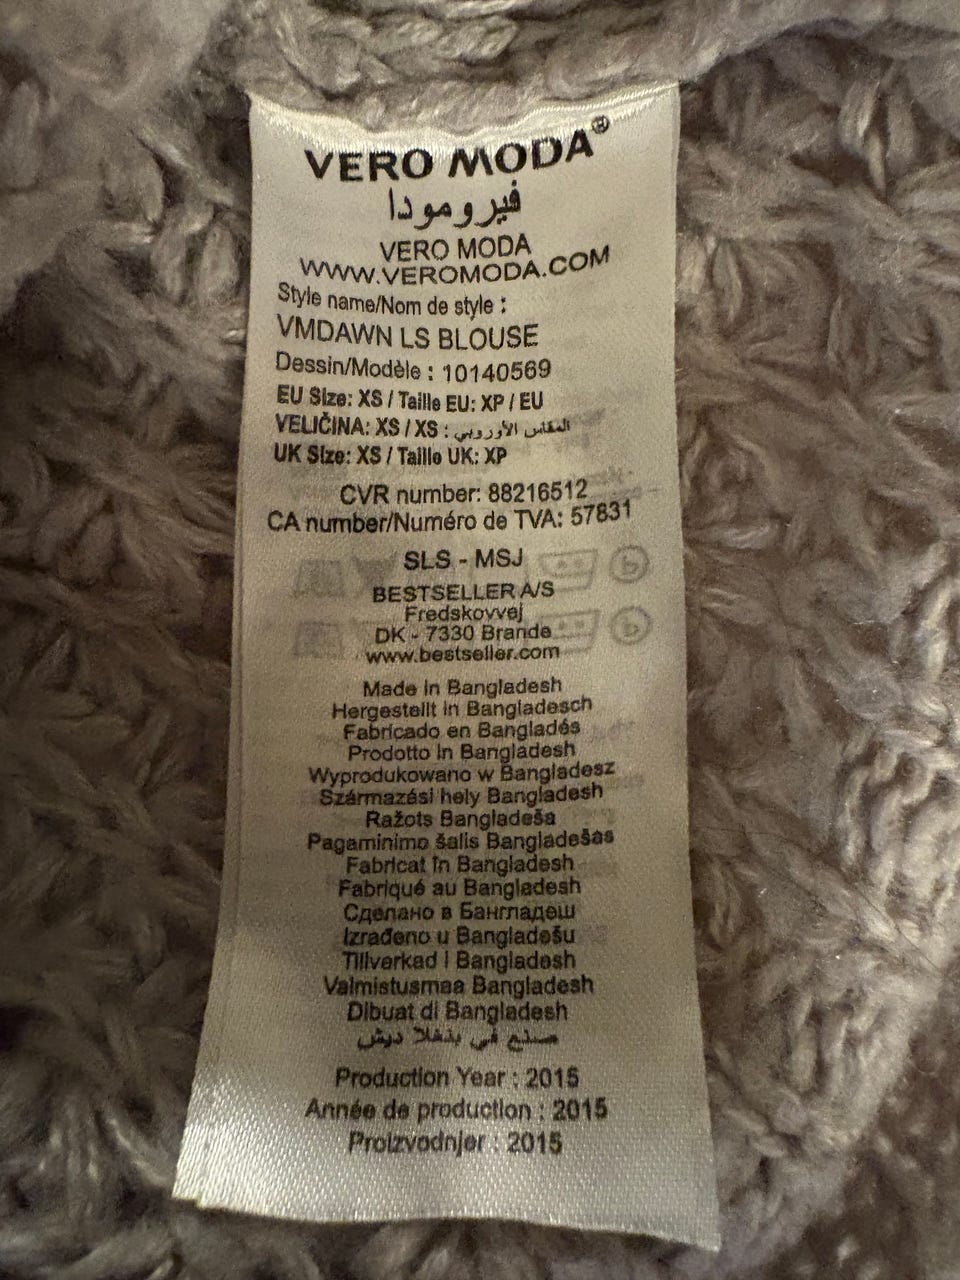 VERO MODA®
فيرومودا
VERO MODA
WWW.VEROMODA.COM
Style name/Nom de style :
VMDAWN LS BLOUSE
Dessin/Modèle : 10140569
EU Size: XS / Taille EU: XP / EU
VELIČINA: XS / XS : المقاس الأوروبي
UK Size: XS / Taille UK: XP
CVR number: 88216512
CA number/Numéro de TVA: 57831
SLS - MSJ
BESTSELLER A/S
Fredskovvej
DK - 7330 Brande
www.bestseller.com
Made in Bangladesh
Hergestellt in Bangladesch
Fabricado en Bangladés
Prodotto in Bangladesh
Wyprodukowano w Bangladesz
Származási hely Bangladesh
Ražots Bangladeša
Pagaminimo šalis Bangladešas
Fabricat în Bangladesh
Fabriqué au Bangladesh
Сделано в Бангладеш
Izrađeno u Bangladešu
Tillverkad i Bangladesh
Valmistusmaa Bangladesh
Dibuat di Bangladesh
صنع في بنغلا ديش
Production Year : 2015
Année de production : 2015
Proizvodnjer : 2015